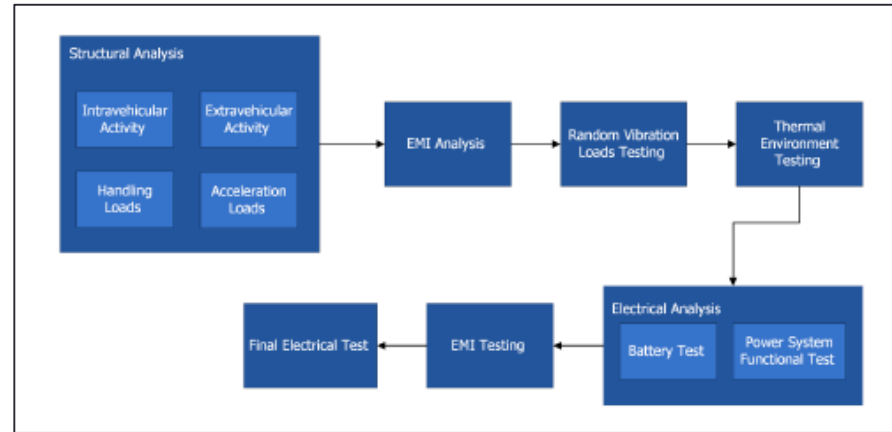 Structural Analysis
Intravehicular
Activity
Extravehicular
Activity
Handling
Loads
Acceleration
Loads
EMI Analysis
Random Vibration
Loads Testing
Thermal
Environment
Testing
Electrical Analysis
Battery Test
Power System
Functional Test
EMI Testing
Final Electrical Test